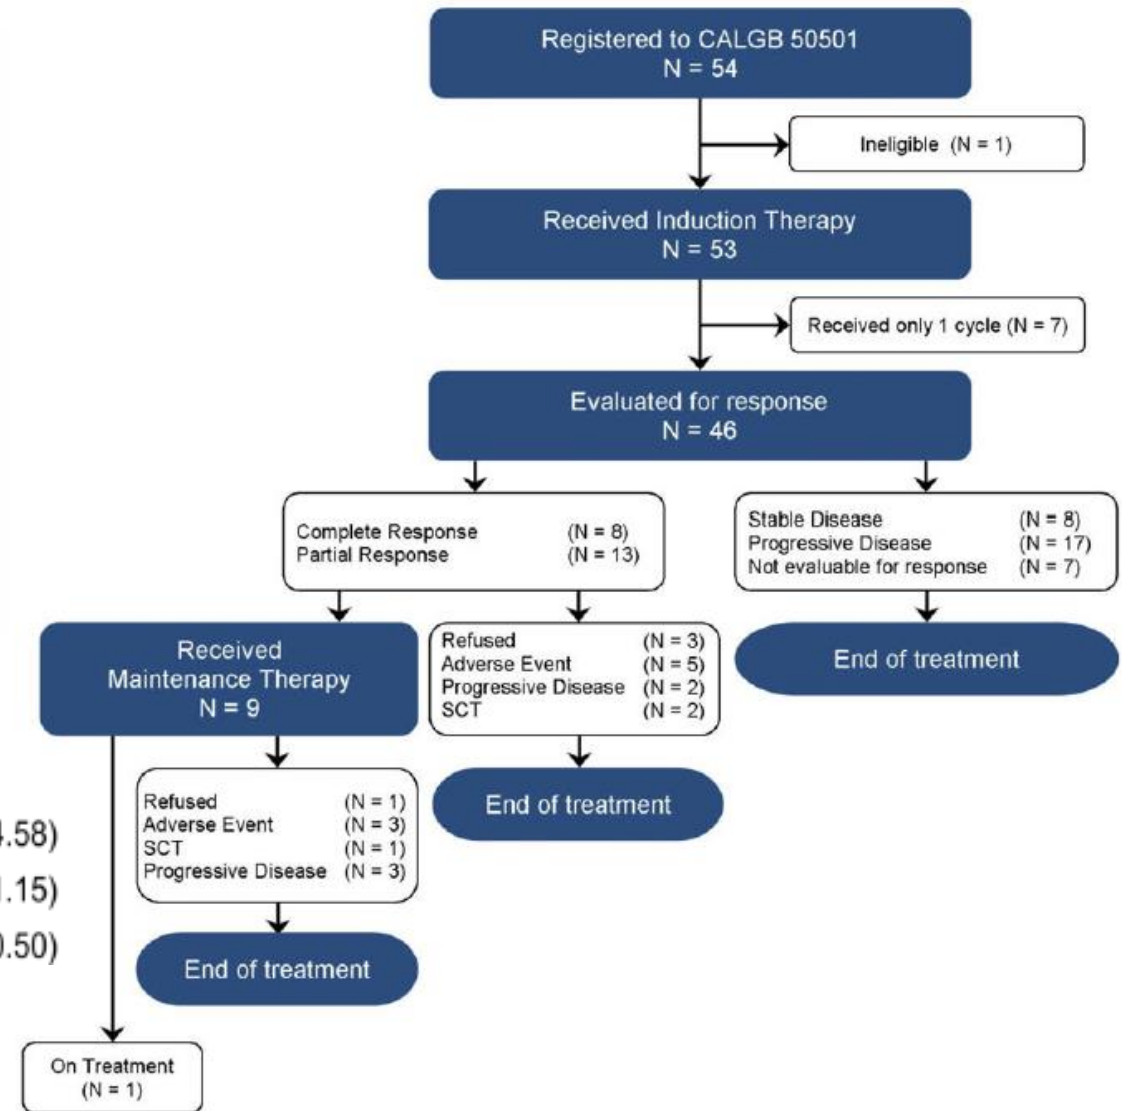 Registered to CALGB 50501
N = 54
Ineligible (N = 1)
Received Induction Therapy
N = 53
Received only 1 cycle (N = 7)
Evaluated for response
N = 46
Complete Response (N = 8)
Partial Response (N = 13)
Stable Disease (N = 8)
Progressive Disease (N = 17)
Not evaluable for response (N = 7)
Received
Maintenance Therapy
N = 9
Refused (N = 3)
Adverse Event (N = 5)
Progressive Disease (N = 2)
SCT (N = 2)
End of treatment
End of treatment
Refused (N = 1)
Adverse Event (N = 3)
SCT (N = 1)
Progressive Disease (N = 3)
End of treatment
On Treatment
(N = 1)
.58)
.15)
.50)